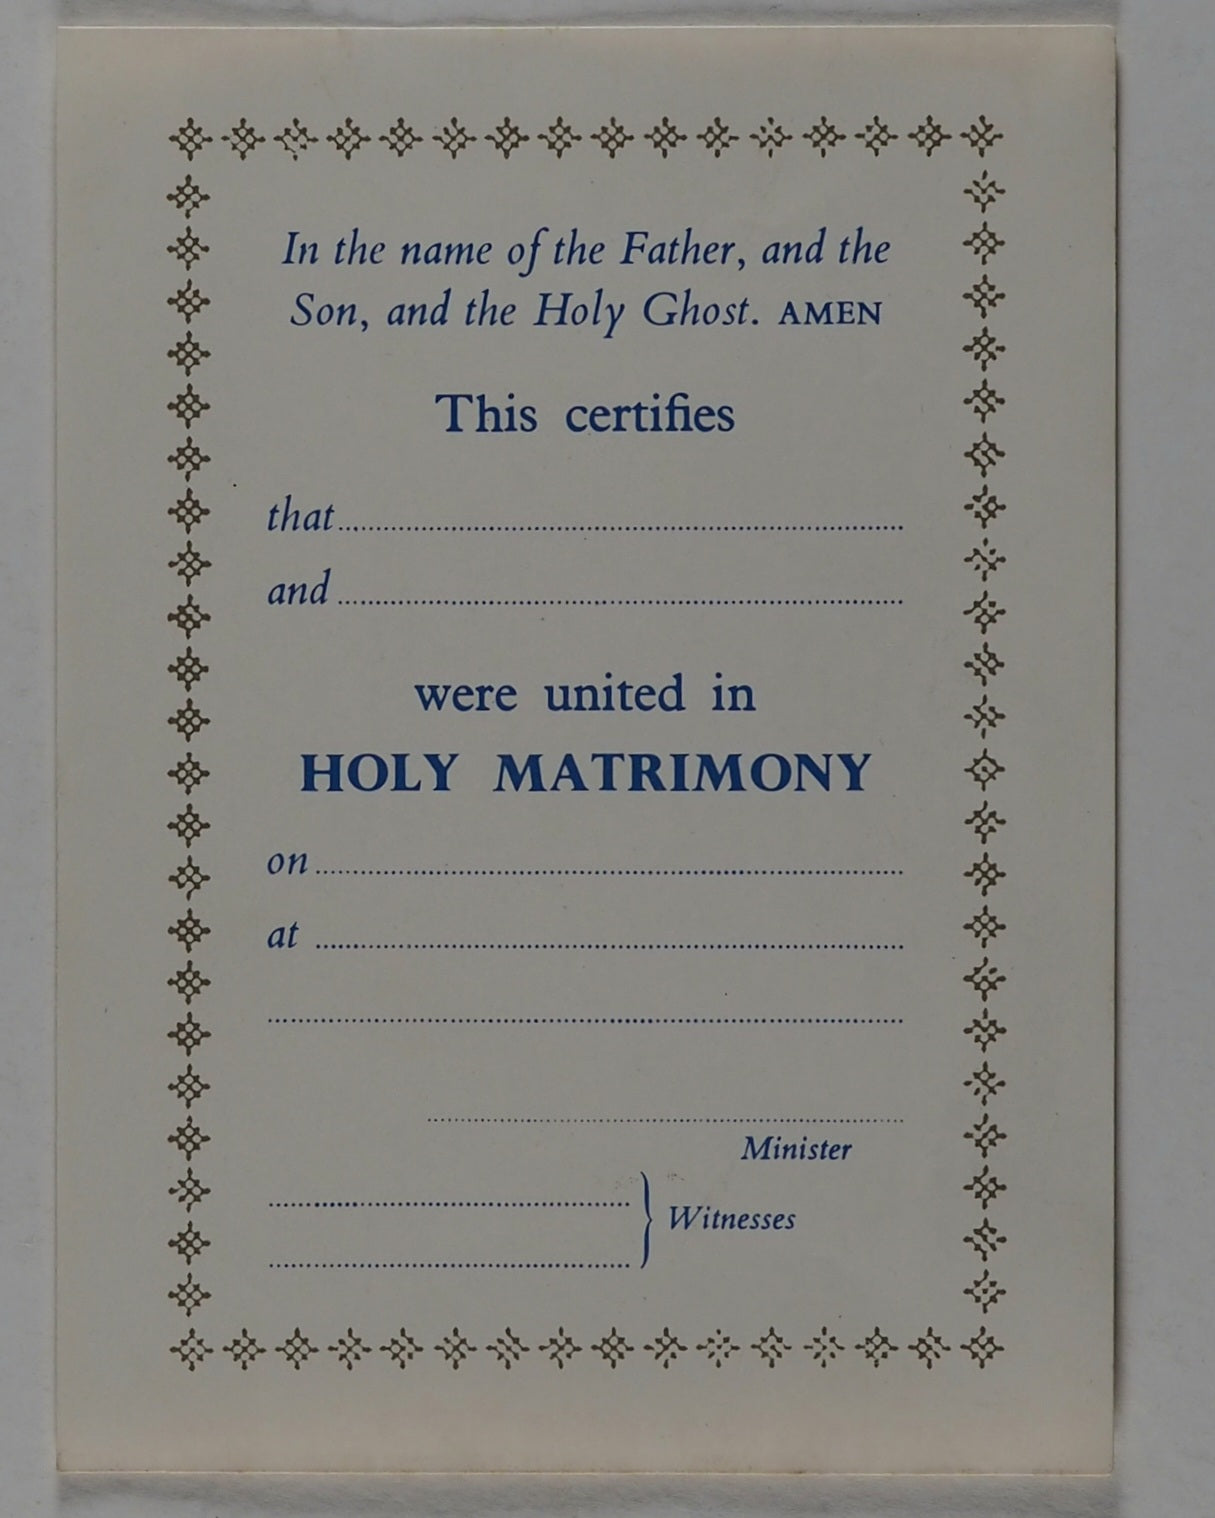 In the name of the Father, and the
Son, and the Holy Ghost. AMEN
This certifies
that
and
were united in
HOLY MATRIMONY
on
at
Minister
Witnesses